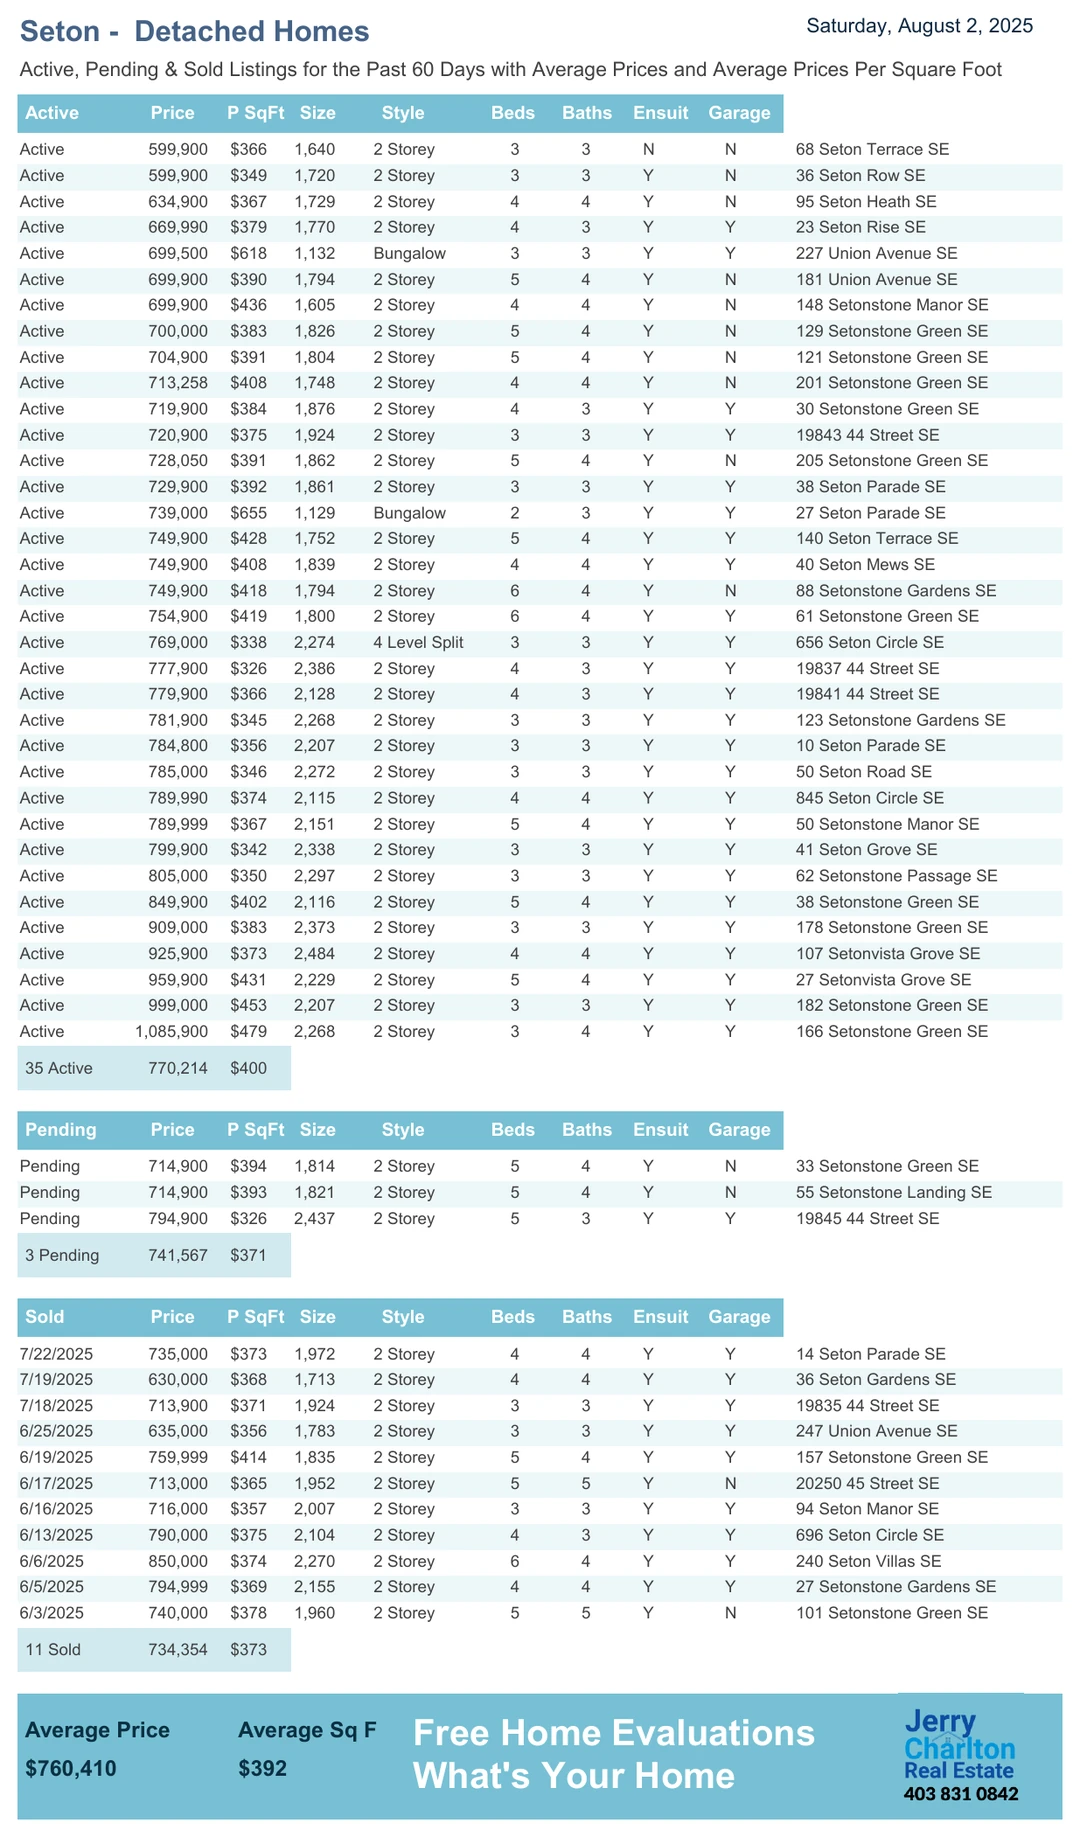 Seton - Detached Homes
Saturday, August 2, 2025
Active, Pending & Sold Listings for the Past 60 Days with Average Prices and Average Prices Per Square Foot
Active Price P SqFt Size Style Beds Baths Ensuit Garage
Active 599,900 $366 1,640 2 Storey 3 3 N N 68 Seton Terrace SE
Active 599,900 $349 1,720 2 Storey 3 3 Y N 36 Seton Row SE
Active 634,900 $367 1,729 2 Storey 4 4 Y N 95 Seton Heath SE
Active 669,990 $379 1,770 2 Storey 4 3 Y Y 23 Seton Rise SE
Active 699,500 $618 1,132 Bungalow 3 3 Y Y 227 Union Avenue SE
Active 699,900 $390 1,794 2 Storey 5 4 Y N 181 Union Avenue SE
Active 699,900 $436 1,605 2 Storey 4 4 Y N 148 Setonstone Manor SE
Active 700,000 $383 1,826 2 Storey 5 4 Y N 129 Setonstone Green SE
Active 704,900 $391 1,804 2 Storey 5 4 Y N 121 Setonstone Green SE
Active 713,258 $408 1,748 2 Storey 4 4 Y N 201 Setonstone Green SE
Active 719,900 $384 1,876 2 Storey 4 3 Y Y 30 Setonstone Green SE
Active 720,900 $375 1,924 2 Storey 3 3 Y Y 19843 44 Street SE
Active 728,050 $391 1,862 2 Storey 5 4 Y N 205 Setonstone Green SE
Active 729,900 $392 1,861 2 Storey 3 3 Y Y 38 Seton Parade SE
Active 739,000 $655 1,129 Bungalow 2 3 Y Y 27 Seton Parade SE
Active 749,900 $428 1,752 2 Storey 5 4 Y Y 140 Seton Terrace SE
Active 749,900 $408 1,839 2 Storey 4 4 Y Y 40 Seton Mews SE
Active 749,900 $418 1,794 2 Storey 6 4 Y N 88 Setonstone Gardens SE
Active 754,900 $419 1,800 2 Storey 6 4 Y Y 61 Setonstone Green SE
Active 769,000 $338 2,274 4 Level Split 3 3 Y Y 656 Seton Circle SE
Active 777,900 $326 2,386 2 Storey 4 3 Y Y 19837 44 Street SE
Active 779,900 $366 2,128 2 Storey 4 3 Y Y 19841 44 Street SE
Active 781,900 $345 2,268 2 Storey 3 3 Y Y 123 Setonstone Gardens SE
Active 784,800 $356 2,207 2 Storey 3 3 Y Y 10 Seton Parade SE
Active 785,000 $346 2,272 2 Storey 3 3 Y Y 50 Seton Road SE
Active 789,990 $374 2,115 2 Storey 4 4 Y Y 845 Seton Circle SE
Active 789,999 $367 2,151 2 Storey 5 4 Y Y 50 Setonstone Manor SE
Active 799,900 $342 2,338 2 Storey 3 3 Y Y 41 Seton Grove SE
Active 805,000 $350 2,297 2 Storey 3 3 Y Y 62 Setonstone Passage SE
Active 849,900 $402 2,116 2 Storey 5 4 Y Y 38 Setonstone Green SE
Active 909,000 $383 2,373 2 Storey 3 3 Y Y 178 Setonstone Green SE
Active 925,900 $373 2,484 2 Storey 4 4 Y Y 107 Setonvista Grove SE
Active 959,900 $431 2,229 2 Storey 5 4 Y Y 27 Setonvista Grove SE
Active 999,000 $453 2,207 2 Storey 3 3 Y Y 182 Setonstone Green SE
Active 1,085,900 $479 2,268 2 Storey 3 4 Y Y 166 Setonstone Green SE
35 Active 770,214 $400
Pending Price P SqFt Size Style Beds Baths Ensuit Garage
Pending 714,900 $394 1,814 2 Storey 5 4 Y N 33 Setonstone Green SE
Pending 714,900 $393 1,821 2 Storey 5 4 Y N 55 Setonstone Landing SE
Pending 794,900 $326 2,437 2 Storey 5 3 Y Y 19845 44 Street SE
3 Pending 741,567 $371
Sold Price P SqFt Size Style Beds Baths Ensuit Garage
7/22/2025 735,000 $373 1,972 2 Storey 4 4 Y Y 14 Seton Parade SE
7/19/2025 630,000 $368 1,713 2 Storey 4 4 Y Y 36 Seton Gardens SE
7/18/2025 713,900 $371 1,924 2 Storey 3 3 Y Y 19835 44 Street SE
6/25/2025 635,000 $356 1,783 2 Storey 3 3 Y Y 247 Union Avenue SE
6/19/2025 759,999 $414 1,835 2 Storey 5 4 Y Y 157 Setonstone Green SE
6/17/2025 713,000 $365 1,952 2 Storey 5 5 Y N 20250 45 Street SE
6/16/2025 716,000 $357 2,007 2 Storey 3 3 Y Y 94 Seton Manor SE
6/13/2025 790,000 $375 2,104 2 Storey 4 3 Y Y 696 Seton Circle SE
6/6/2025 850,000 $374 2,270 2 Storey 6 4 Y Y 240 Seton Villas SE
6/5/2025 794,999 $369 2,155 2 Storey 4 4 Y Y 27 Setonstone Gardens SE
6/3/2025 740,000 $378 1,960 2 Storey 5 5 Y N 101 Setonstone Green SE
11 Sold 734,354 $373
Average Price Average Sq F
$760,410 $392
Free Home Evaluations
What's Your Home
Jerry
Charlton
Real Estate
403 831 0842